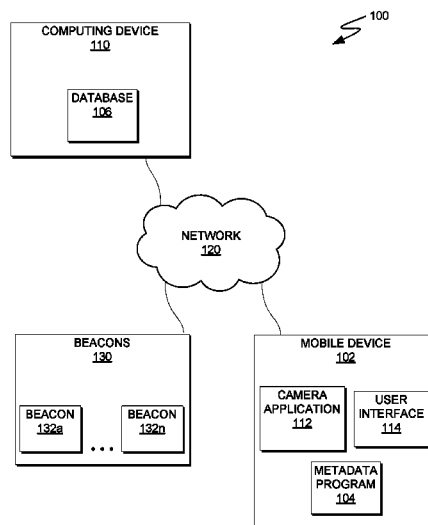 100
COMPUTING DEVICE
110
DATABASE
106
NETWORK
120
BEACONS
130
BEACON
132a
...
BEACON
132n
MOBILE DEVICE
102
CAMERA
APPLICATION
112
USER
INTERFACE
114
METADATA
PROGRAM
104